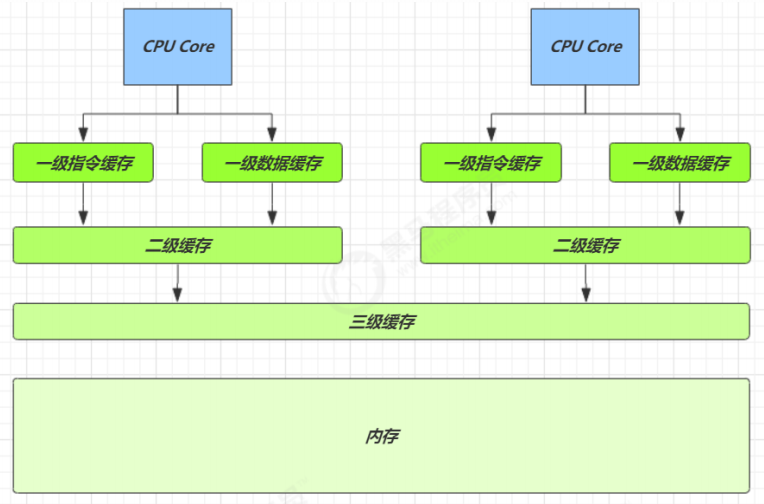 CPU Core CPU Core
一级指令缓存 一级数据缓存 一级指令缓存 一级数据缓存
二级缓存 二级缓存
三级缓存
内存